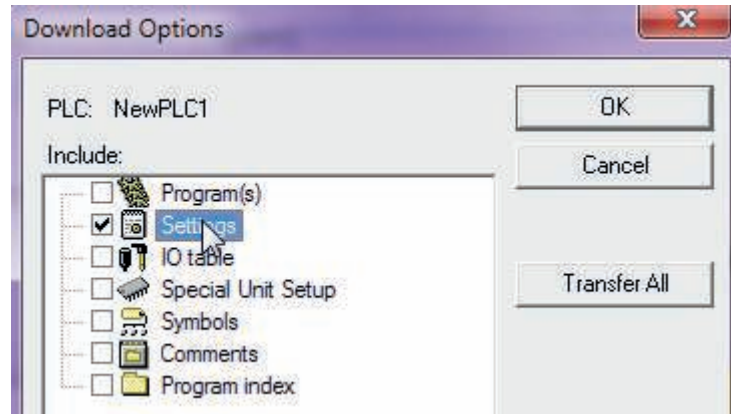 Download Options
PLC: NewPLC1
OK
Include:
Cancel
Program(s)
Settings
IO table
Transfer All
Special Unit Setup
Symbols
Comments
Program index